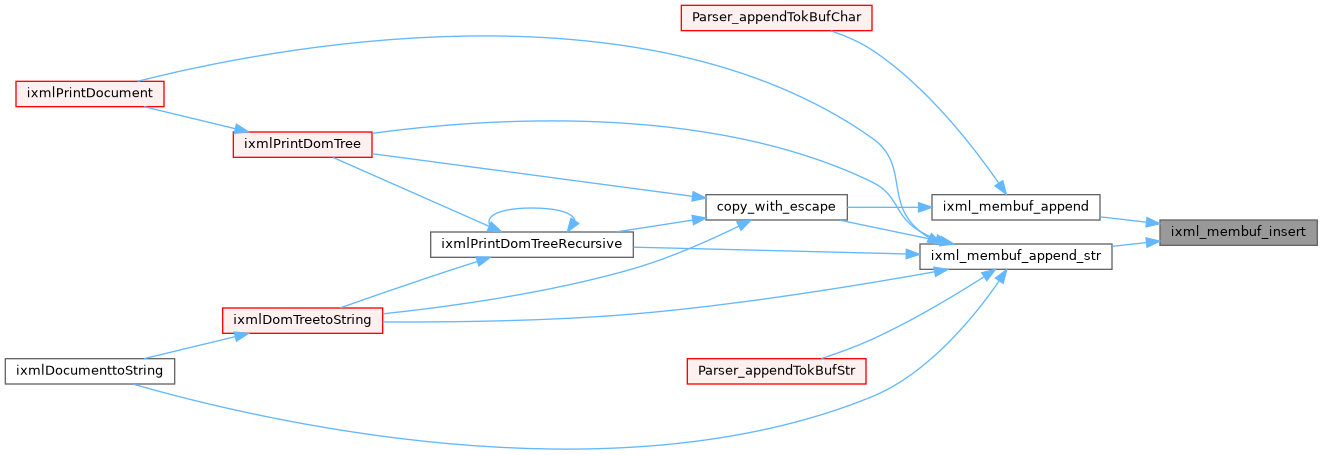 Parser_appendTokBufChar
ixmlPrintDocument
ixmlPrintDomTree
copy_with_escape
ixml_membuf_append
ixml_membuf_insert
ixmlPrintDomTreeRecursive
ixml_membuf_append_str
ixmlDomTreetoString
ixmlDocumenttoString
Parser_appendTokBufStr